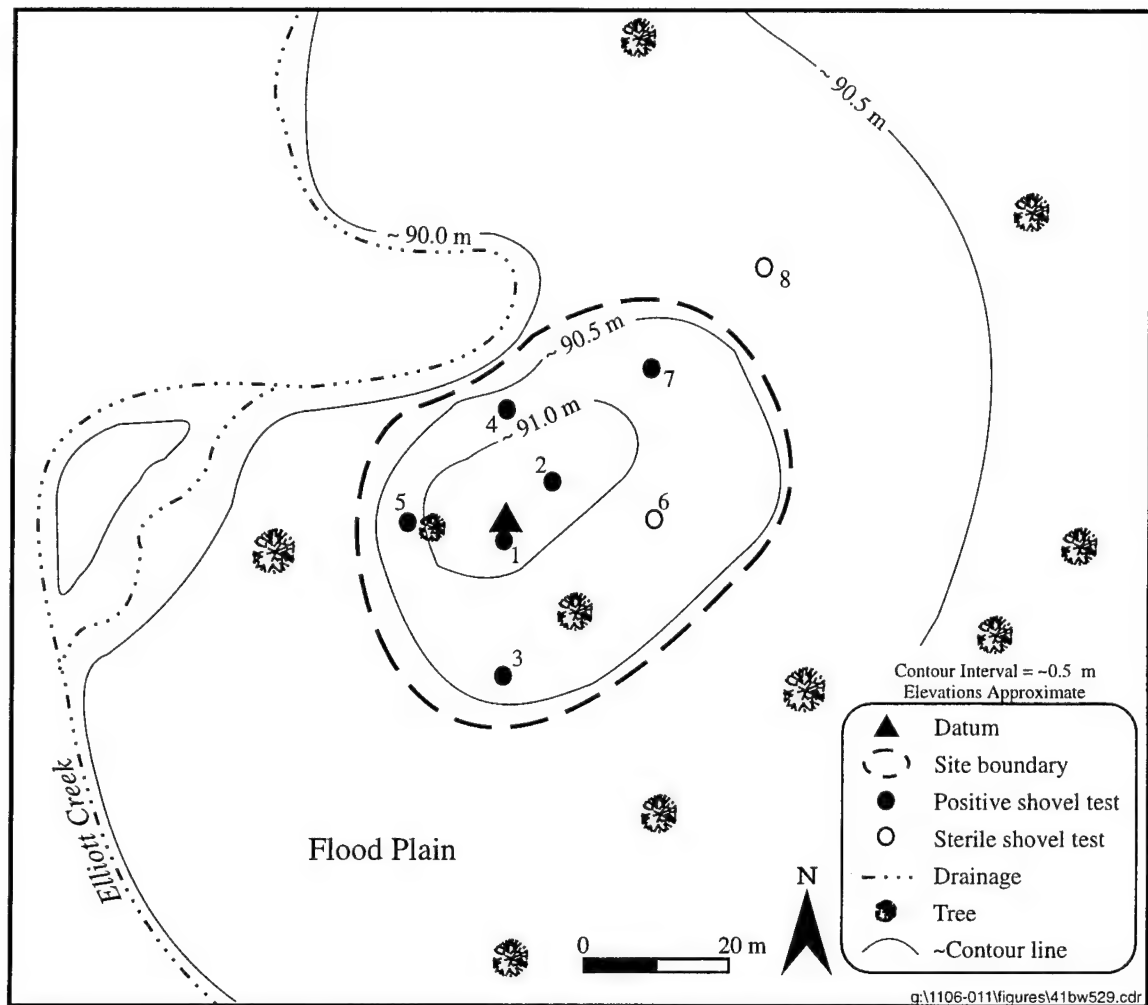 ~ 90.5 m
~ 90.0 m
8
~ 90.5 m
7
4
~ 91.0 m
2
5
6
1
3
Contour Interval = ~0.5 m
Elevations Approximate
Datum
Site boundary
Positive shovel test
Sterile shovel test
Drainage
Tree
~Contour line
Elliott Creek
Flood Plain
N
0 20 m
g:\1106-011\figures\41bw529.cdr